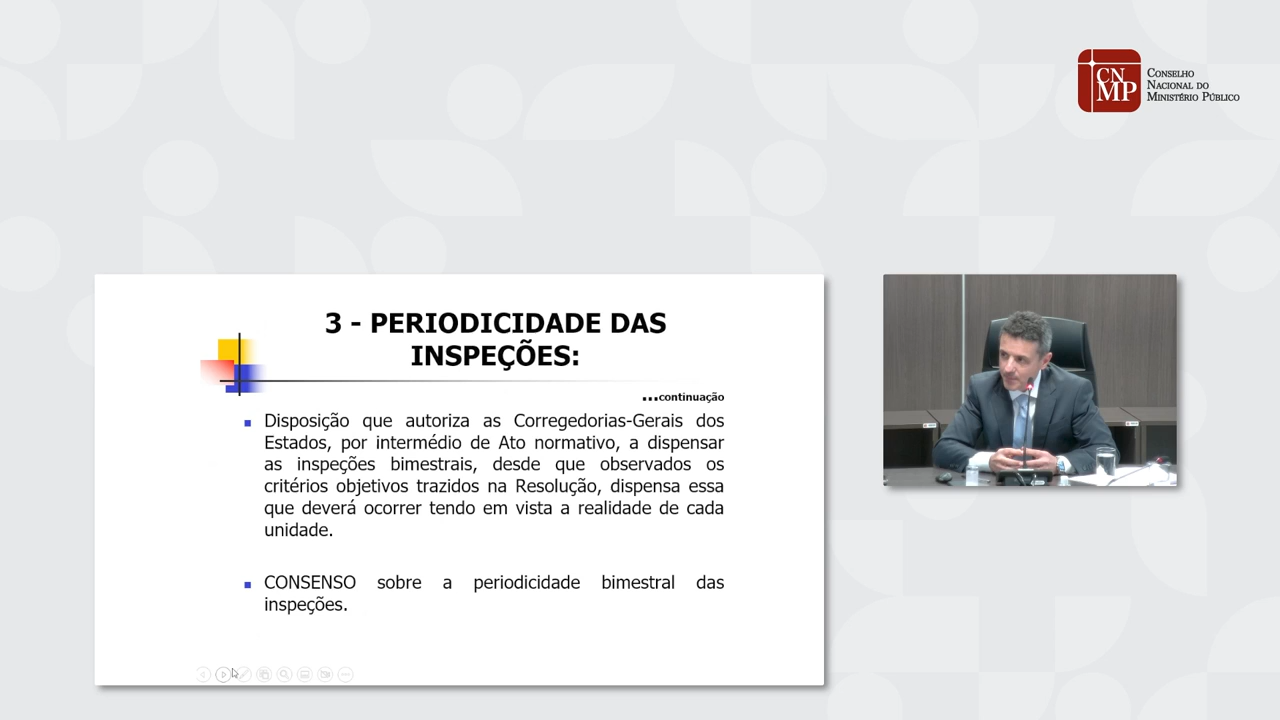 CN
MP
CONSELHO
NACIONAL DO
MINISTÉRIO PÚBLICO
3 - PERIODICIDADE DAS
INSPEÇÕES:
...continuação
Disposição que autoriza as Corregedorias-Gerais dos
Estados, por intermédio de Ato normativo, a dispensar
as inspeções bimestrais, desde que observados os
critérios objetivos trazidos na Resolução, dispensa essa
que deverá ocorrer tendo em vista a realidade de cada
unidade.
CONSENSO sobre a periodicidade bimestral das
inspeções.